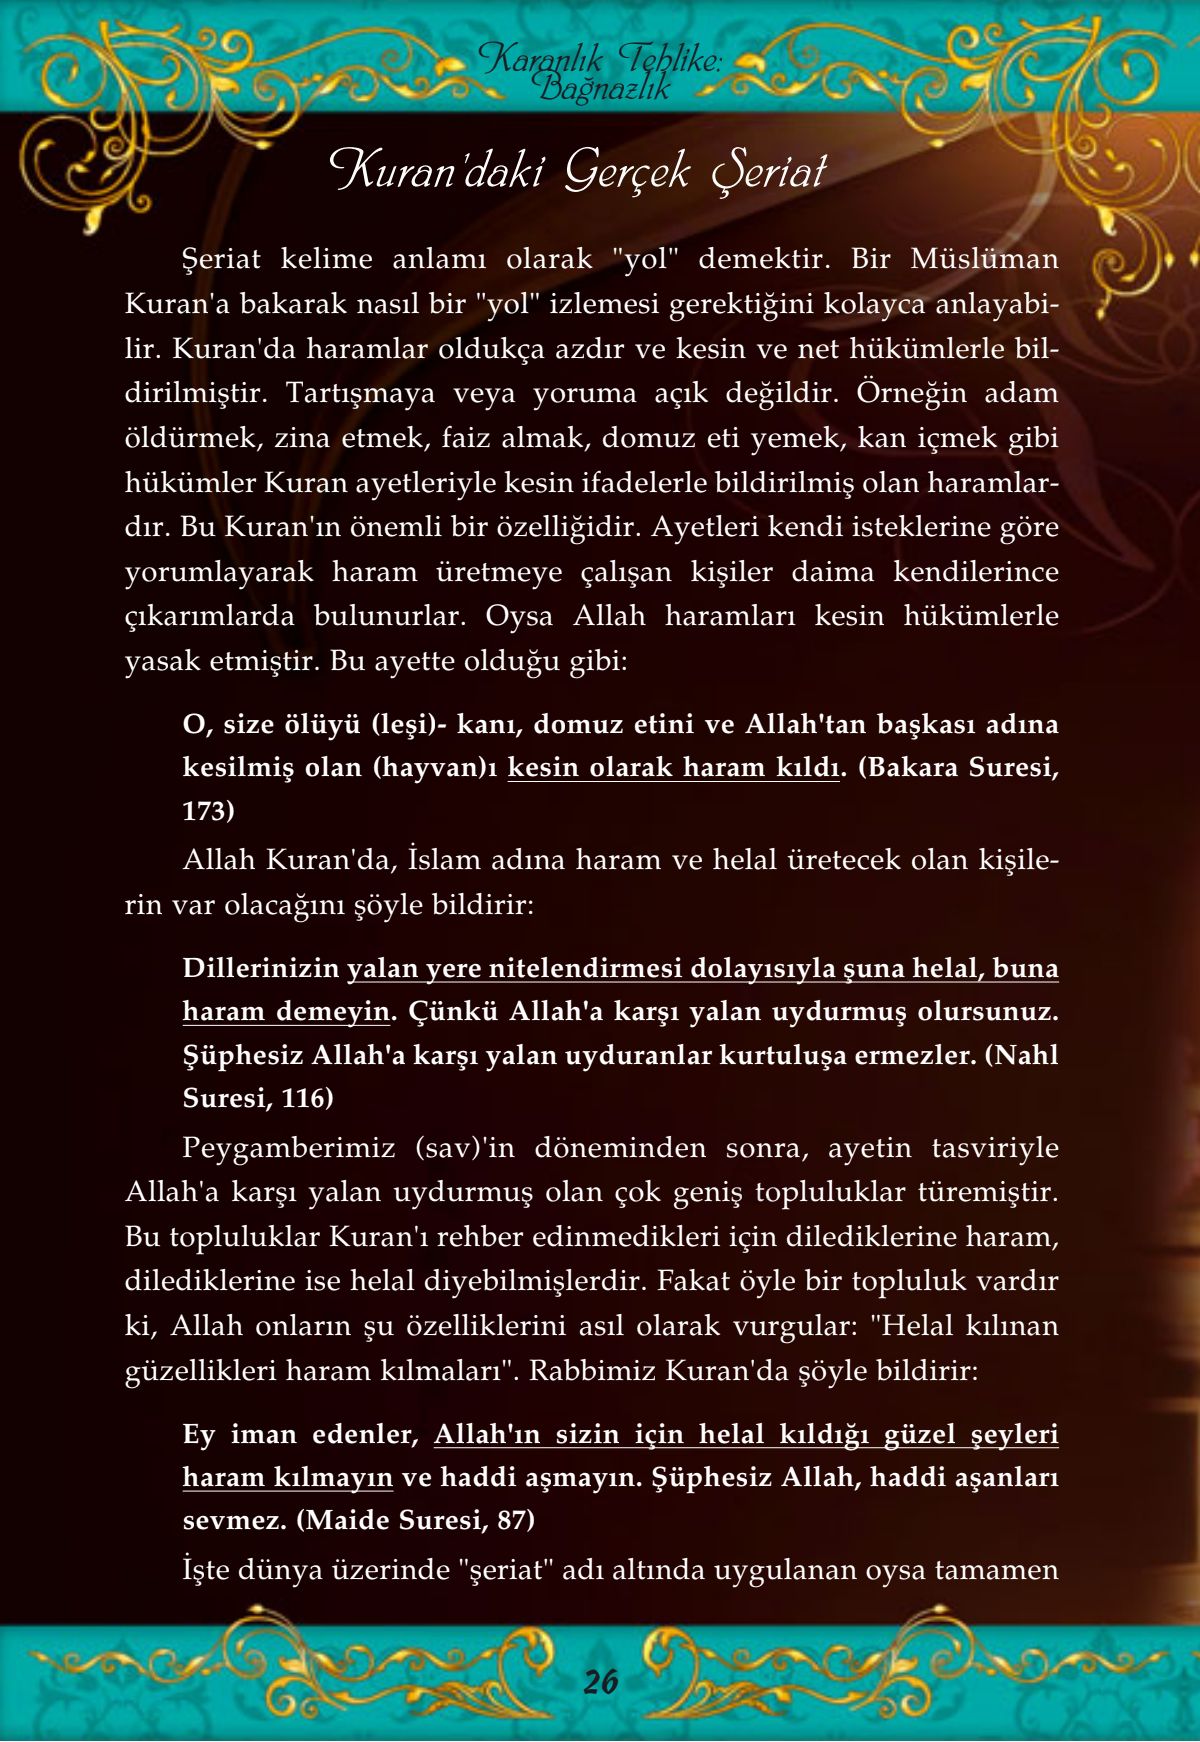 Karanlık Tehlike:
Bağnazlık
Kuran'daki Gerçek Şeriat
Şeriat kelime anlamı olarak "yol" demektir. Bir Müslüman
Kuran'a bakarak nasıl bir "yol" izlemesi gerektiğini kolayca anlayabi-
lir. Kuran'da haramlar oldukça azdır ve kesin ve net hükümlerle bil-
dirilmiştir. Tartışmaya veya yoruma açık değildir. Örneğin adam
öldürmek, zina etmek, faiz almak, domuz eti yemek, kan içmek gibi
hükümler Kuran ayetleriyle kesin ifadelerle bildirilmiş olan haramlar-
dır. Bu Kuran'ın önemli bir özelliğidir. Ayetleri kendi isteklerine göre
yorumlayarak haram üretmeye çalışan kişiler daima kendilerince
çıkarımlarda bulunurlar. Oysa Allah haramları kesin hükümlerle
yasak etmiştir. Bu ayette olduğu gibi:
O, size ölüyü (leşi)- kanı, domuz etini ve Allah'tan başkası adına
kesilmiş olan (hayvan)ı kesin olarak haram kıldı. (Bakara Suresi,
173)
Allah Kuran'da, İslam adına haram ve helal üretecek olan kişile-
rin var olacağını şöyle bildirir:
Dillerinizin yalan yere nitelendirmesi dolayısıyla şuna helal, buna
haram demeyin. Çünkü Allah'a karşı yalan uydurmuş olursunuz.
Şüphesiz Allah'a karşı yalan uyduranlar kurtuluşa ermezler. (Nahl
Suresi, 116)
Peygamberimiz (sav)'in döneminden sonra, ayetin tasviriyle
Allah'a karşı yalan uydurmuş olan çok geniş topluluklar türemiştir.
Bu topluluklar Kuran'ı rehber edinmedikleri için dilediklerine haram,
dilediklerine ise helal diyebilmişlerdir. Fakat öyle bir topluluk vardır
ki, Allah onların şu özelliklerini asıl olarak vurgular: "Helal kılınan
güzellikleri haram kılmaları". Rabbimiz Kuran'da şöyle bildirir:
Ey iman edenler, Allah'ın sizin için helal kıldığı güzel şeyleri
haram kılmayın ve haddi aşmayın. Şüphesiz Allah, haddi aşanları
sevmez. (Maide Suresi, 87)
İşte dünya üzerinde "şeriat" adı altında uygulanan oysa tamamen
26